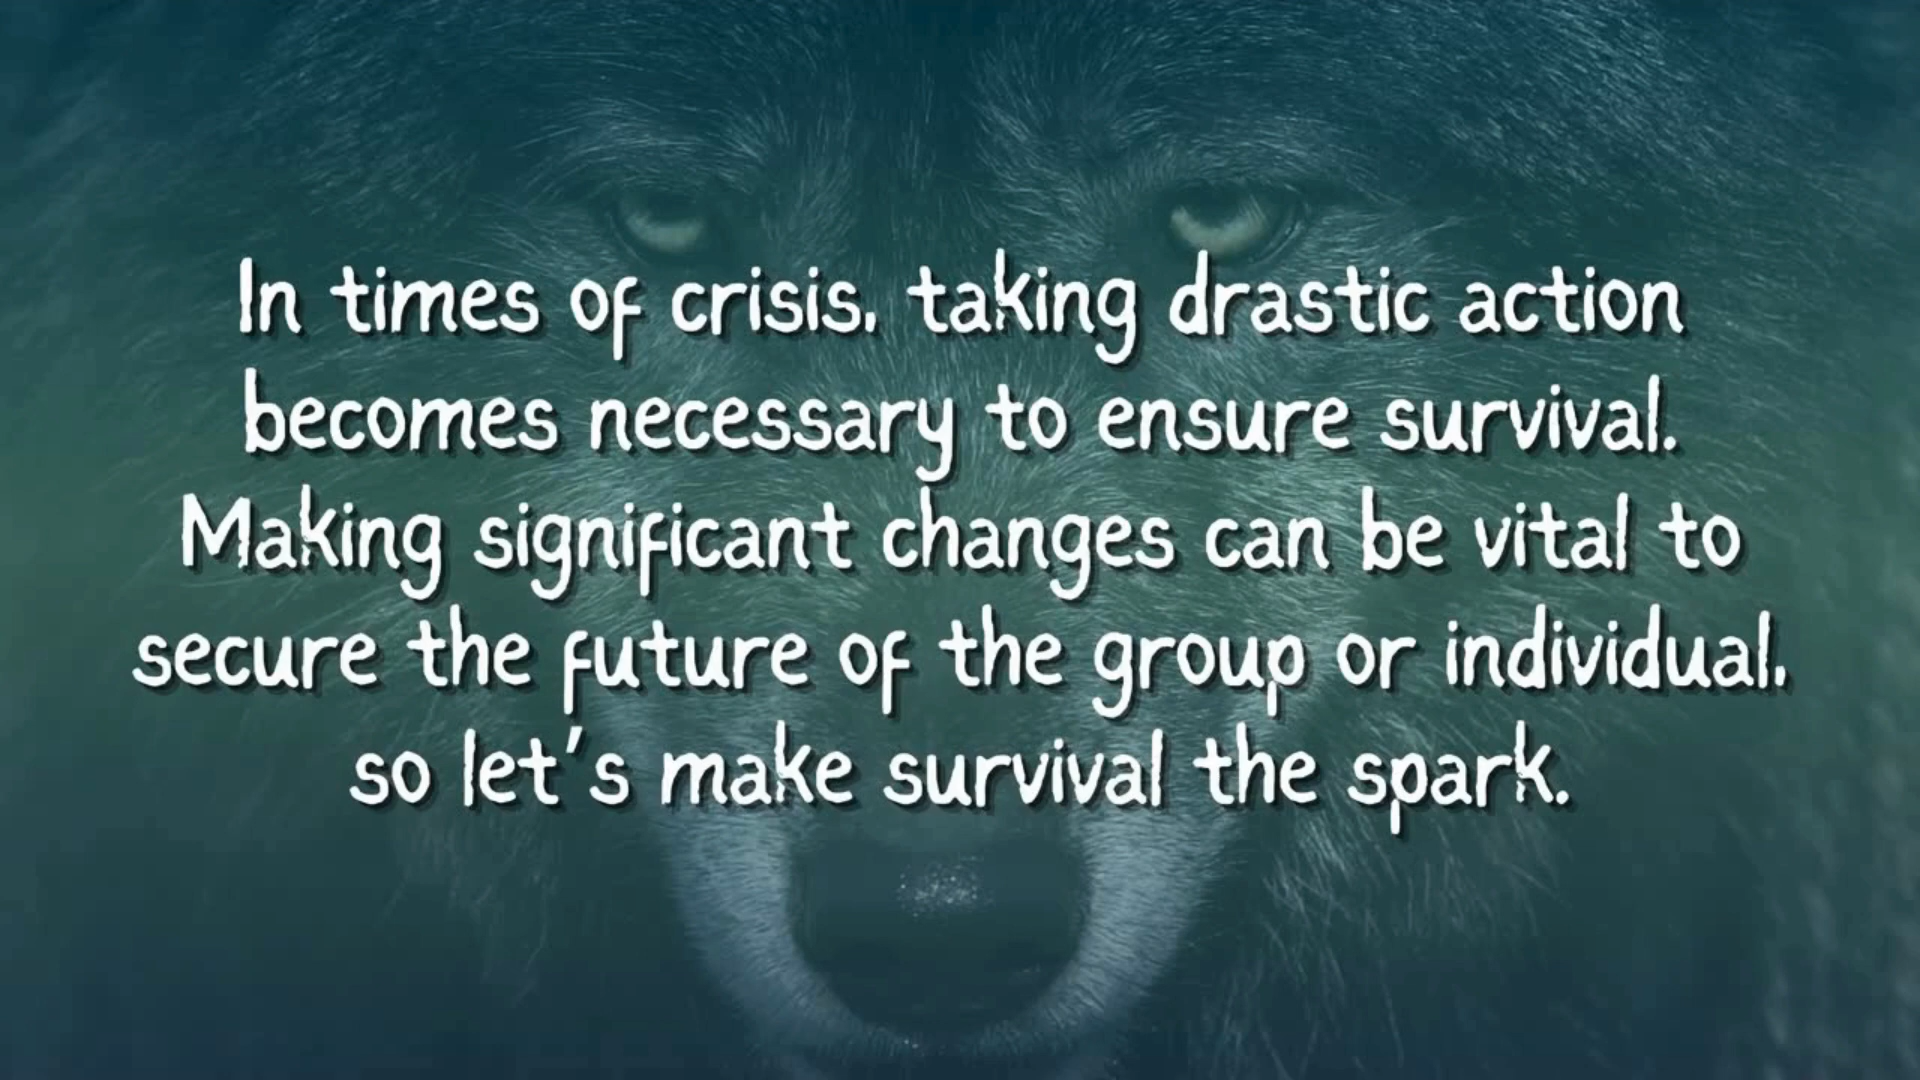 In times of crisis, taking drastic action
becomes necessary to ensure survival.
Making significant changes can be vital to
secure the future of the group or individual,
so let's make survival the spark.